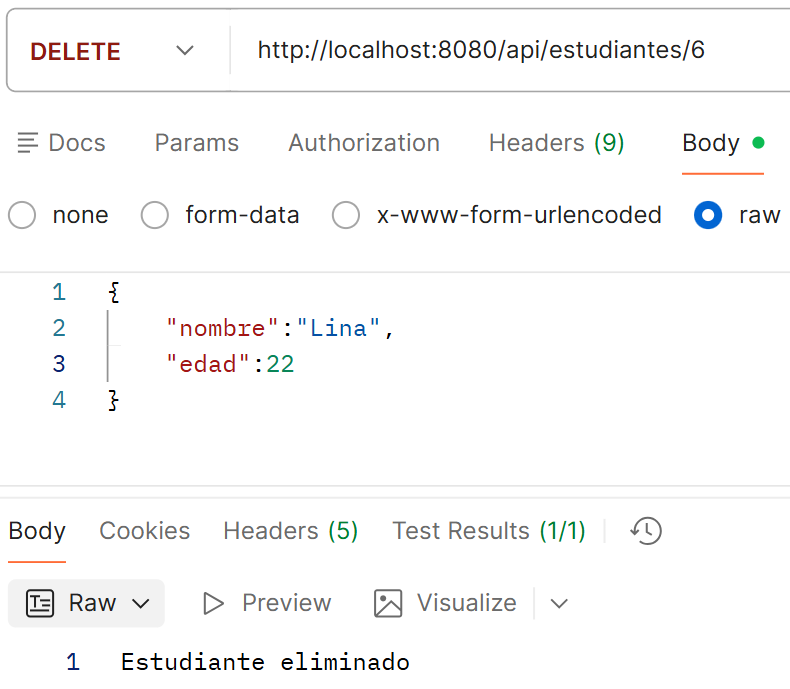 DELETE http://localhost:8080/api/estudiantes/6
Docs Params Authorization Headers (9) Body
none form-data x-www-form-urlencoded raw
1 {
2 "nombre":"Lina",
3 "edad":22
4 }
Body Cookies Headers (5) Test Results (1/1)
Raw Preview Visualize
1 Estudiante eliminado